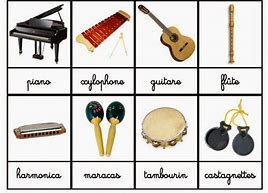 piano xylophone guitare flûte
harmonica maracas tambourin castagnettes